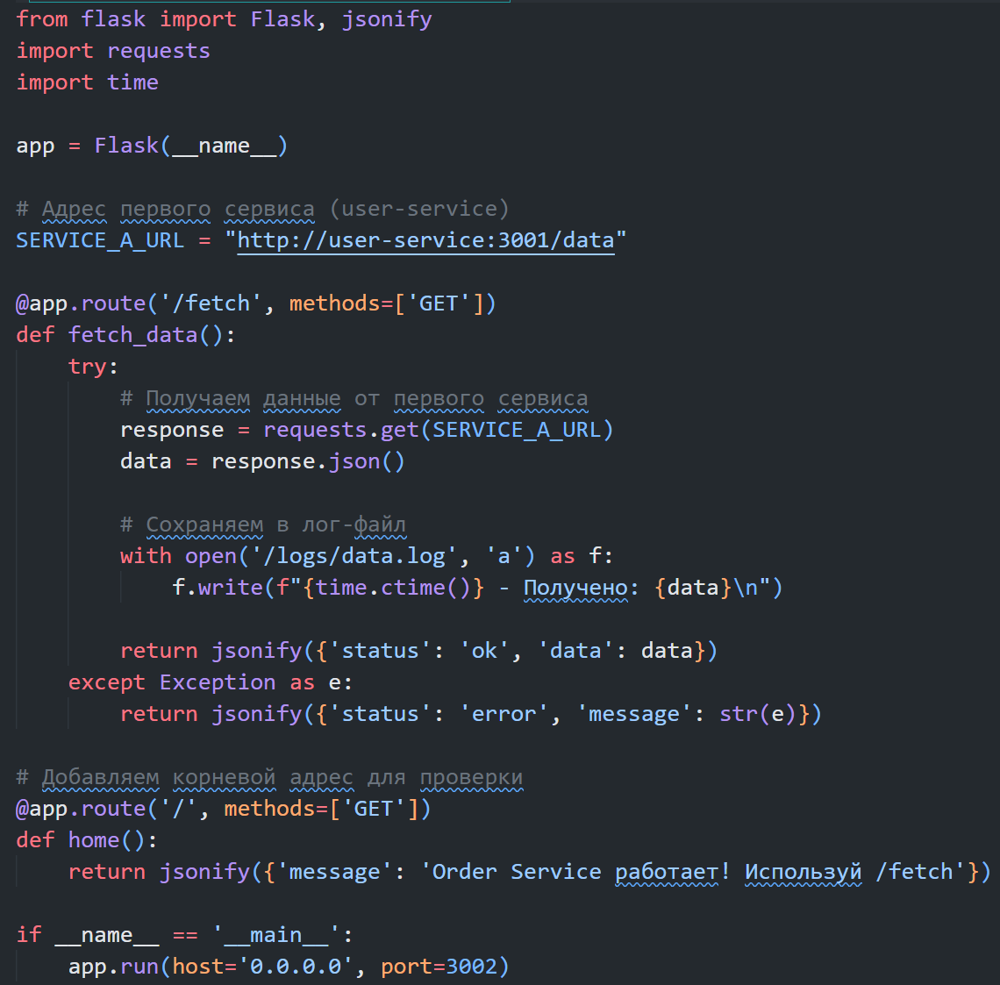 from flask import Flask, jsonify
import requests
import time

app = Flask(__name__)

# Адрес первого сервиса (user-service)
SERVICE_A_URL = "http://user-service:3001/data"

@app.route('/fetch', methods=['GET'])
def fetch_data():
    try:
        # Получаем данные от первого сервиса
        response = requests.get(SERVICE_A_URL)
        data = response.json()

        # Сохраняем в лог-файл
        with open('/logs/data.log', 'a') as f:
            f.write(f"{time.ctime()} - Получено: {data}\n")

        return jsonify({'status': 'ok', 'data': data})
    except Exception as e:
        return jsonify({'status': 'error', 'message': str(e)})

# Добавляем корневой адрес для проверки
@app.route('/', methods=['GET'])
def home():
    return jsonify({'message': 'Order Service работает! Используй /fetch'})

if __name__ == '__main__':
    app.run(host='0.0.0.0', port=3002)